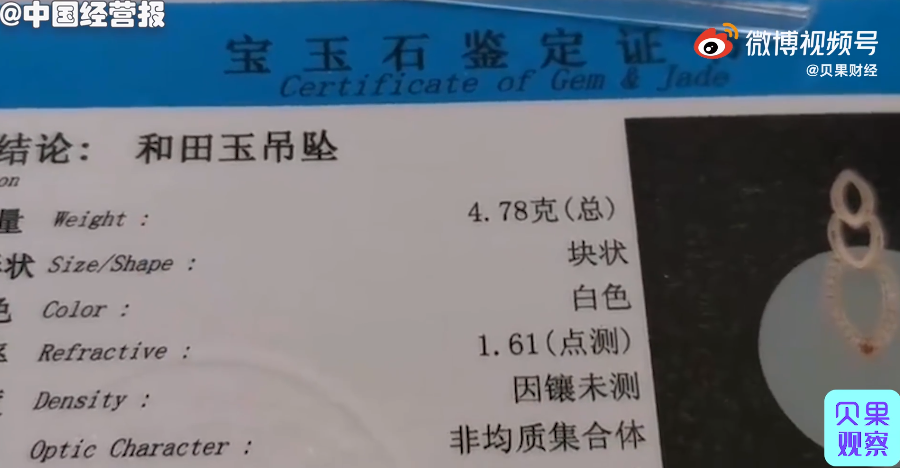 @中国经营报
微博视频号
@贝果财经
宝玉石鉴定证
Certificate of Gem & Jade
结论: 和田玉吊坠
on
量 Weight : 4.78克(总)
状 Size/Shape : 块状
色 Color : 白色
Refractive : 1.61(点测)
Density : 因镶未测
Optic Character : 非均质集合体
贝果
观察